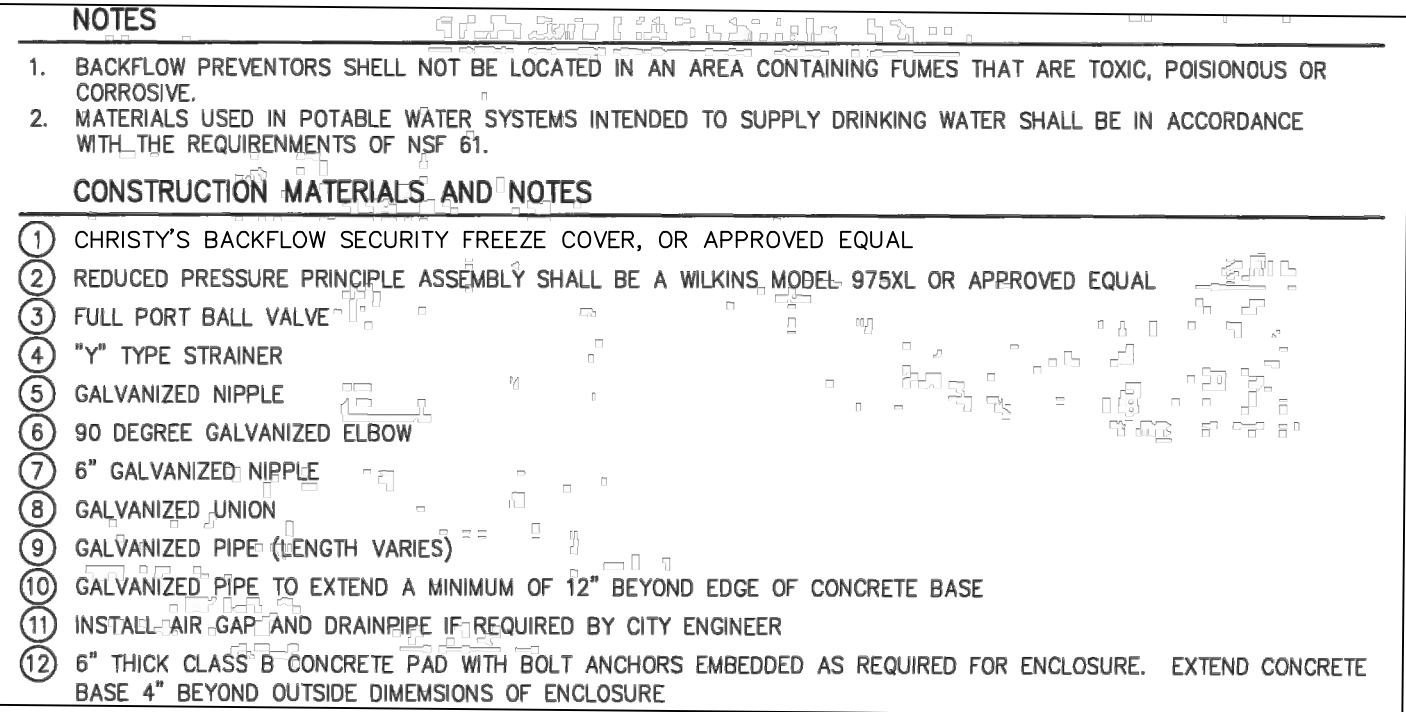 NOTES
1. BACKFLOW PREVENTORS SHELL NOT BE LOCATED IN AN AREA CONTAINING FUMES THAT ARE TOXIC, POISIONOUS OR
CORROSIVE.
2. MATERIALS USED IN POTABLE WATER SYSTEMS INTENDED TO SUPPLY DRINKING WATER SHALL BE IN ACCORDANCE
WITH THE REQUIRENMENTS OF NSF 61.
CONSTRUCTION MATERIALS AND NOTES
1 CHRISTY'S BACKFLOW SECURITY FREEZE COVER, OR APPROVED EQUAL
2 REDUCED PRESSURE PRINCIPLE ASSEMBLY SHALL BE A WILKINS MODEL 975XL OR APPROVED EQUAL
3 FULL PORT BALL VALVE
4 "Y" TYPE STRAINER
5 GALVANIZED NIPPLE
6 90 DEGREE GALVANIZED ELBOW
7 6" GALVANIZED NIPPLE
8 GALVANIZED UNION
9 GALVANIZED PIPE (LENGTH VARIES)
10 GALVANIZED PIPE TO EXTEND A MINIMUM OF 12" BEYOND EDGE OF CONCRETE BASE
11 INSTALL AIR GAP AND DRAINPIPE IF REQUIRED BY CITY ENGINEER
12 6" THICK CLASS B CONCRETE PAD WITH BOLT ANCHORS EMBEDDED AS REQUIRED FOR ENCLOSURE. EXTEND CONCRETE
BASE 4" BEYOND OUTSIDE DIMEMSIONS OF ENCLOSURE